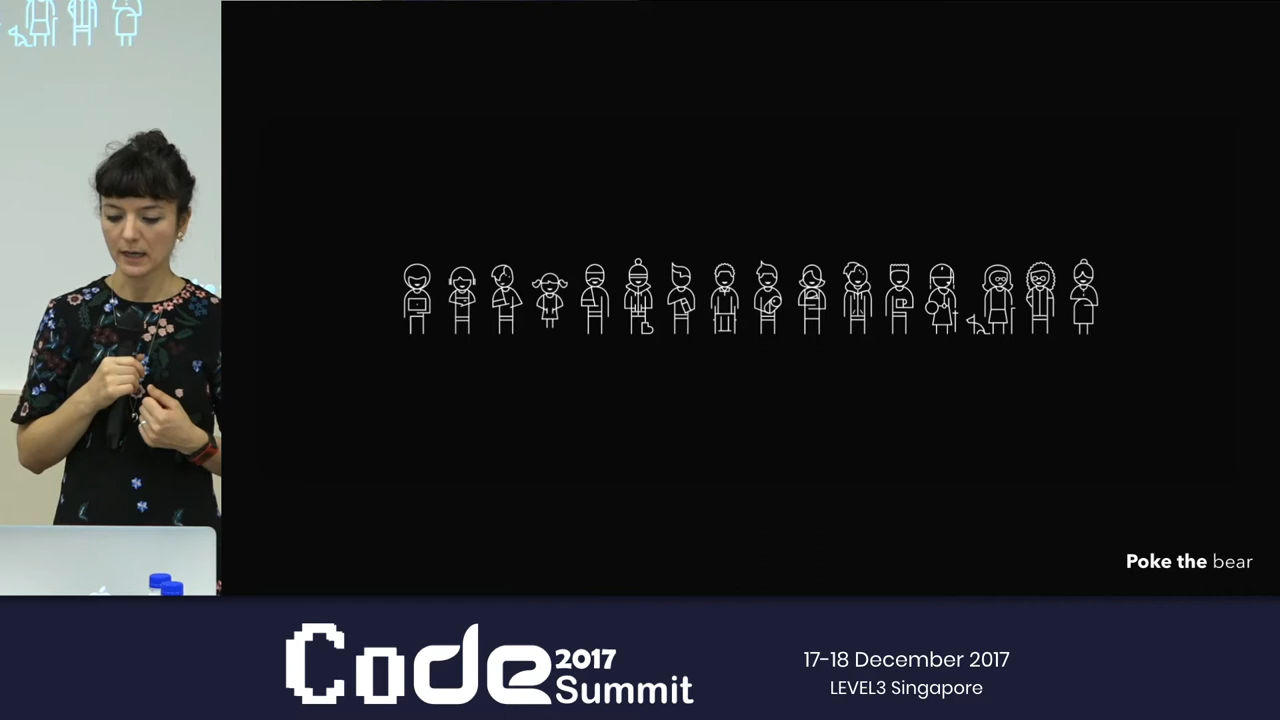 Poke the bear
Code 2017 Summit
17-18 December 2017
LEVEL3 Singapore